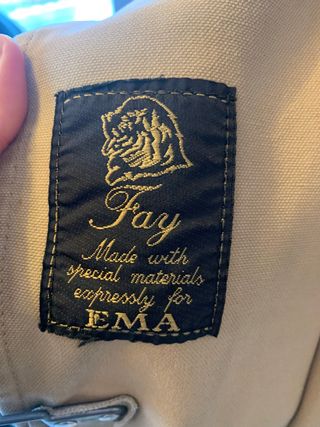 Fay
Made with
special materials
expressly for
EMA